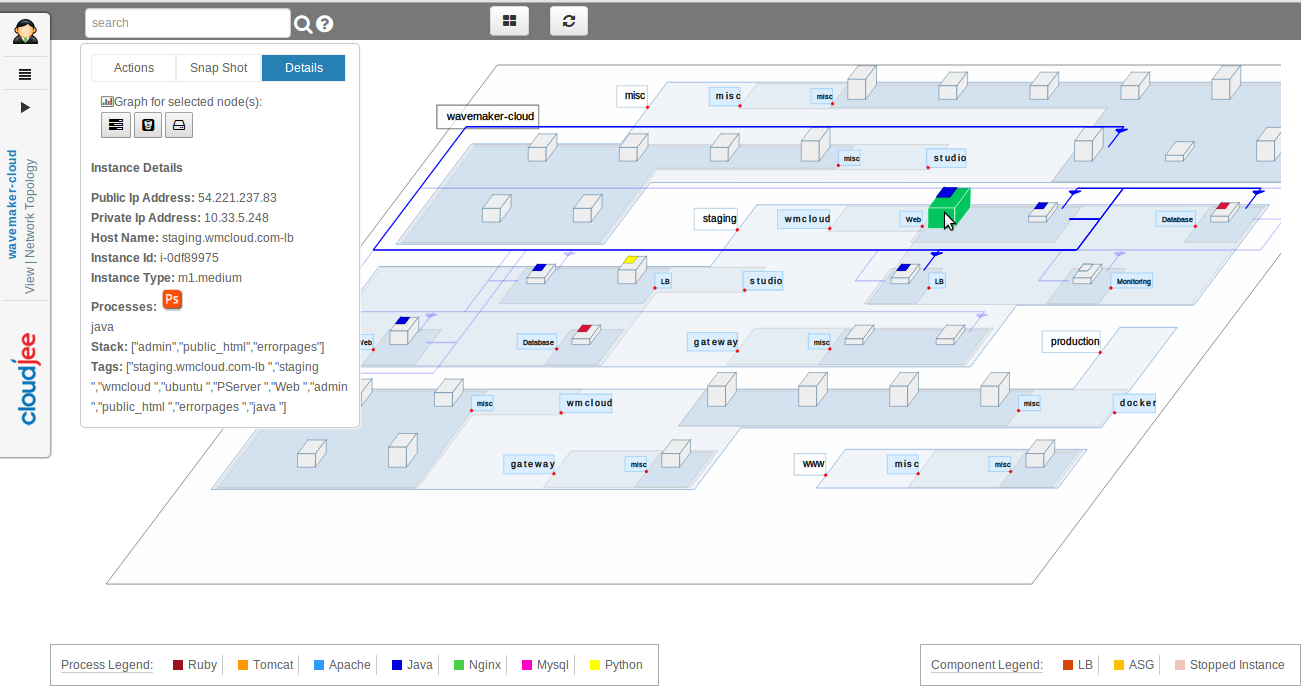 search
Actions
Snap Shot
Details
Graph for selected node(s):
Instance Details
Public Ip Address: 54.221.237.83
Private Ip Address: 10.33.5.248
Host Name: staging.wmcloud.com-lb
Instance Id: i-0df89975
Instance Type: m1.medium
Processes: Ps
java
Stack: ["admin","public_html","errorpages"]
Tags: ["staging.wmcloud.com-lb ","staging
","wmcloud ","ubuntu ","PServer ","Web ","admin
","public_html ","errorpages ","java "]
wavemaker-cloud
View | Network Topology
cloudjee
misc
misc
misc
wavemaker-cloud
misc
studio
staging
wmcloud
Web
Database
LB
studio
LB
Monitoring
Web
Database
gateway
misc
production
misc
wmcloud
misc
docker
gateway
misc
www
misc
misc
Process Legend:
Ruby
Tomcat
Apache
Java
Nginx
Mysql
Python
Component Legend:
LB
ASG
Stopped Instance